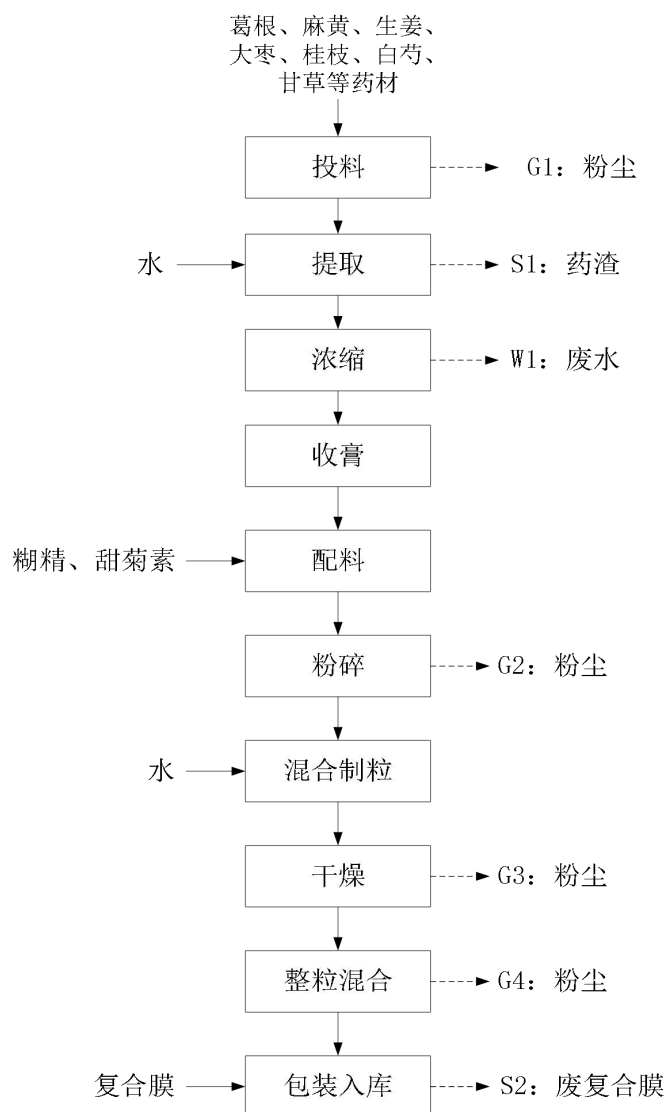 葛根、麻黄、生姜、
大枣、桂枝、白芍、
甘草等药材
投料
G1：粉尘
水
提取
S1：药渣
浓缩
W1：废水
收膏
糊精、甜菊素
配料
粉碎
G2：粉尘
水
混合制粒
干燥
G3：粉尘
整粒混合
G4：粉尘
复合膜
包装入库
S2：废复合膜